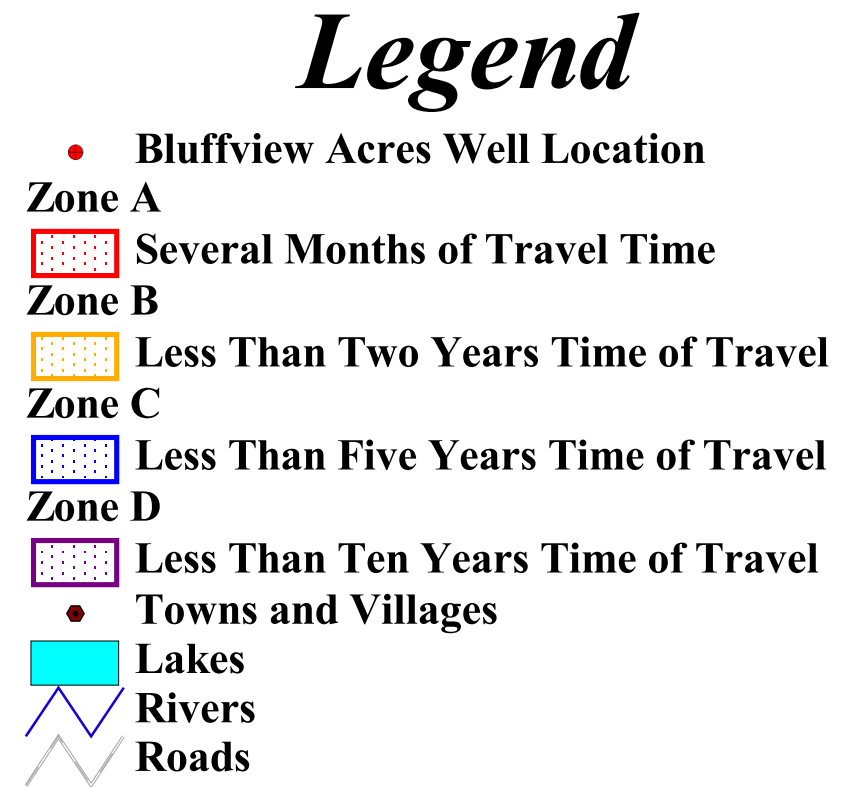 Legend
Bluffview Acres Well Location
Zone A
Several Months of Travel Time
Zone B
Less Than Two Years Time of Travel
Zone C
Less Than Five Years Time of Travel
Zone D
Less Than Ten Years Time of Travel
Towns and Villages
Lakes
Rivers
Roads